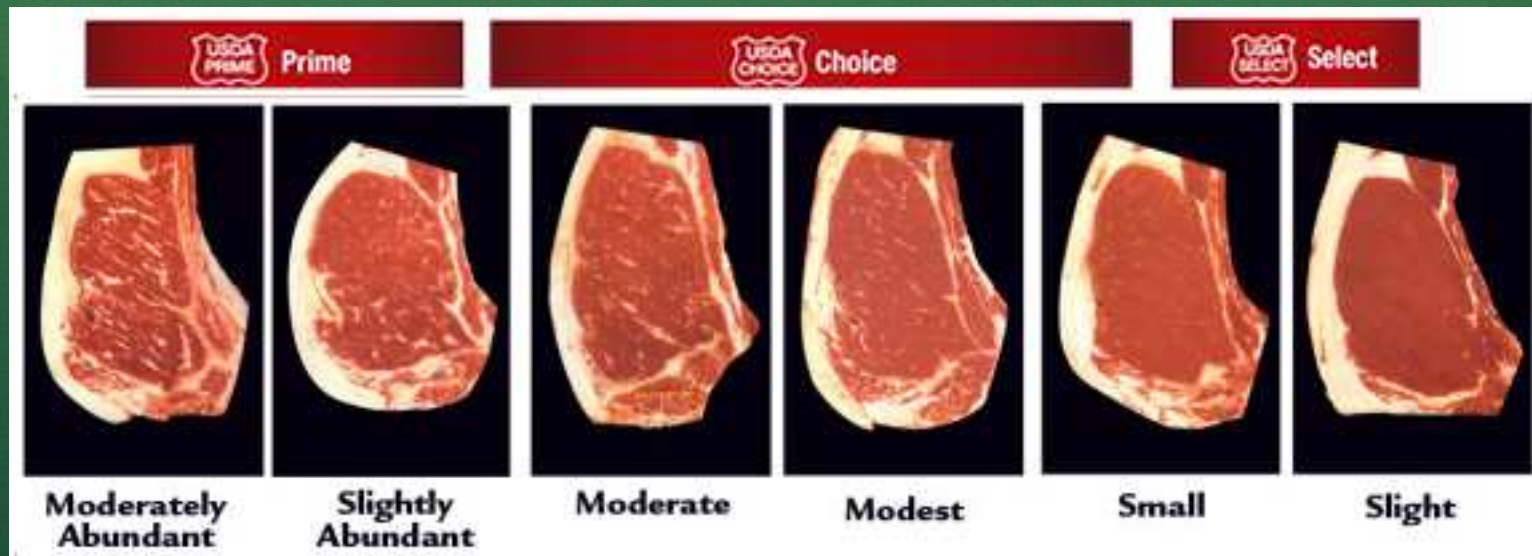 USDA
PRIME
Prime
USDA
CHOICE
Choice
USDA
SELECT
Select
Moderately
Abundant
Slightly
Abundant
Moderate
Modest
Small
Slight